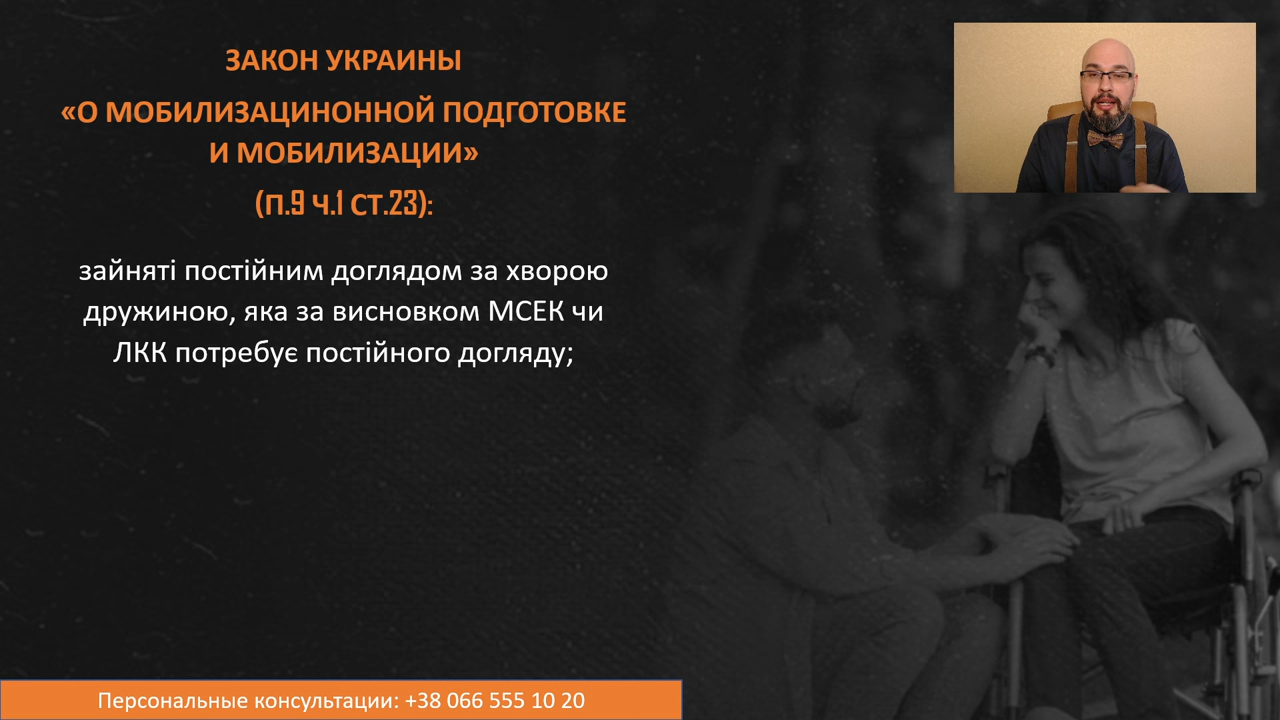 ЗАКОН УКРАИНЫ
«О МОБИЛИЗАЦИНОННОЙ ПОДГОТОВКЕ
И МОБИЛИЗАЦИИ»
(П.9 Ч.1 СТ.23):
зайняті постійним доглядом за хворою
дружиною, яка за висновком МСЕК чи
ЛКК потребує постійного догляду;
Персональные консультации: +38 066 555 10 20